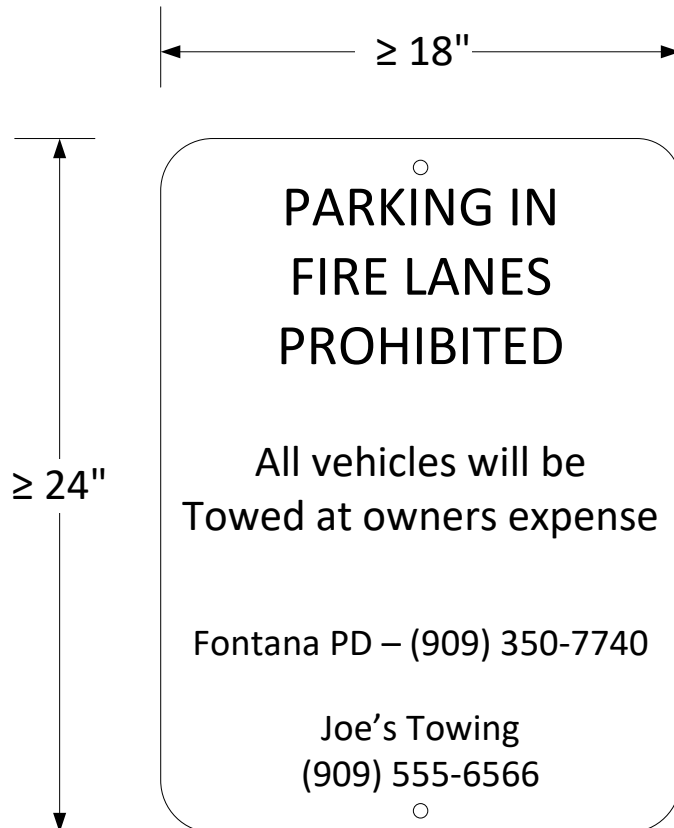 ≥ 18"
PARKING IN
FIRE LANES
PROHIBITED
All vehicles will be
≥ 24"
Towed at owners expense
Fontana PD – (909) 350-7740
Joe’s Towing
(909) 555-6566